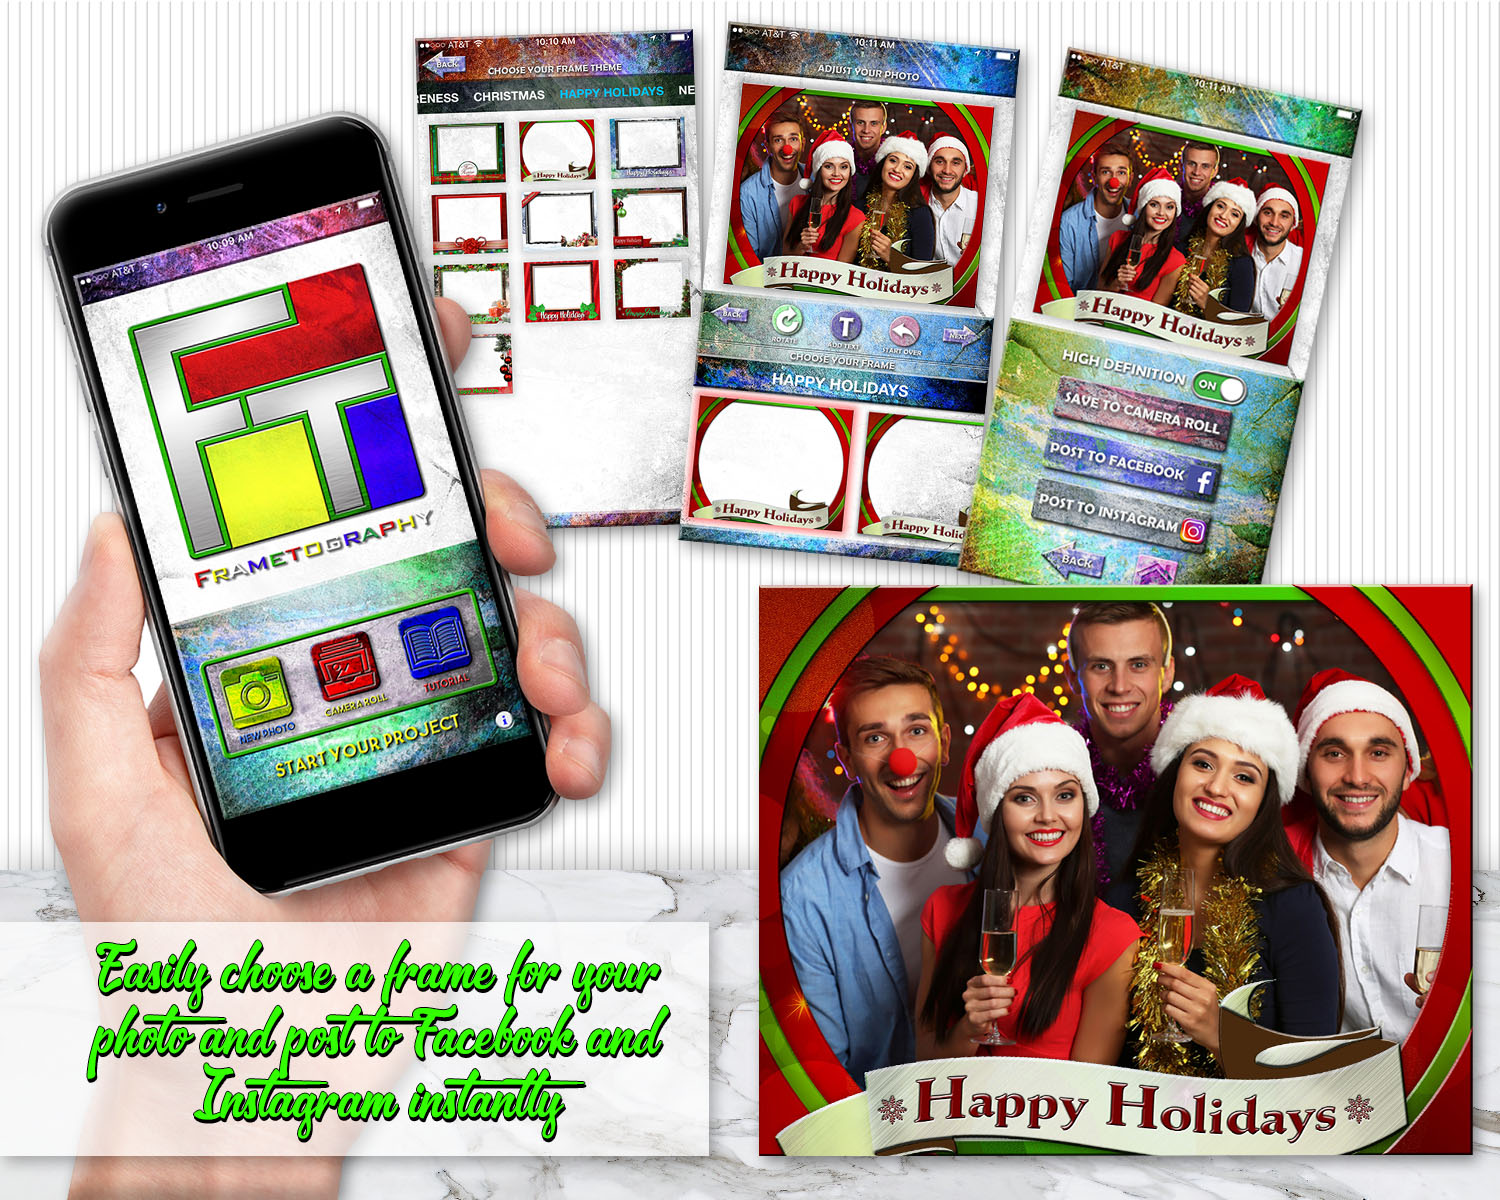 ●●○○○ AT&T
10:09 AM
FT
FRAMETOGRAPHY
NEW PHOTO
CAMERA ROLL
TUTORIAL
START YOUR PROJECT
i
●●○○○ AT&T
10:10 AM
BACK
CHOOSE YOUR FRAME THEME
RENESS CHRISTMAS HAPPY HOLIDAYS NE
Happy Holidays
Happy Holidays
Happy Holidays
Happy Holidays
Happy Holidays
●●○○○ AT&T
10:11 AM
ADJUST YOUR PHOTO
Happy Holidays
BACK
ROTATE
T
ADD TEXT
START OVER
NEXT
CHOOSE YOUR FRAME
HAPPY HOLIDAYS
Happy Holidays
Happy Holid
●●○○○ AT&T
10:11 AM
Happy Holidays
HIGH DEFINITION ON
SAVE TO CAMERA ROLL
POST TO FACEBOOK f
POST TO INSTAGRAM
BACK
Easily choose a frame for your
photo and post to Facebook and
Instagram instantly
Happy Holidays